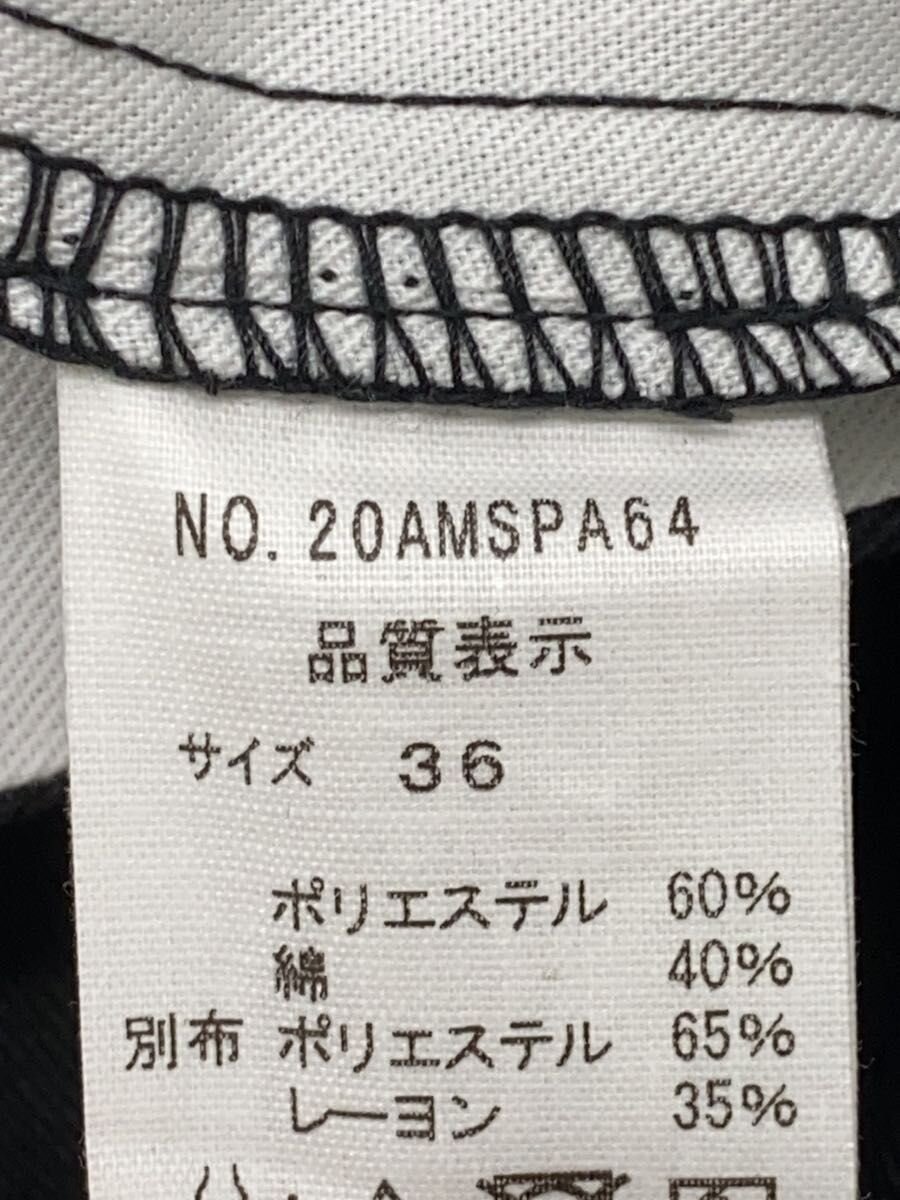 NO. 20AMSPA64
品質表示
サイズ 36
ポリエステル 60%
綿 40%
別布 ポリエステル 65%
レーヨン 35%